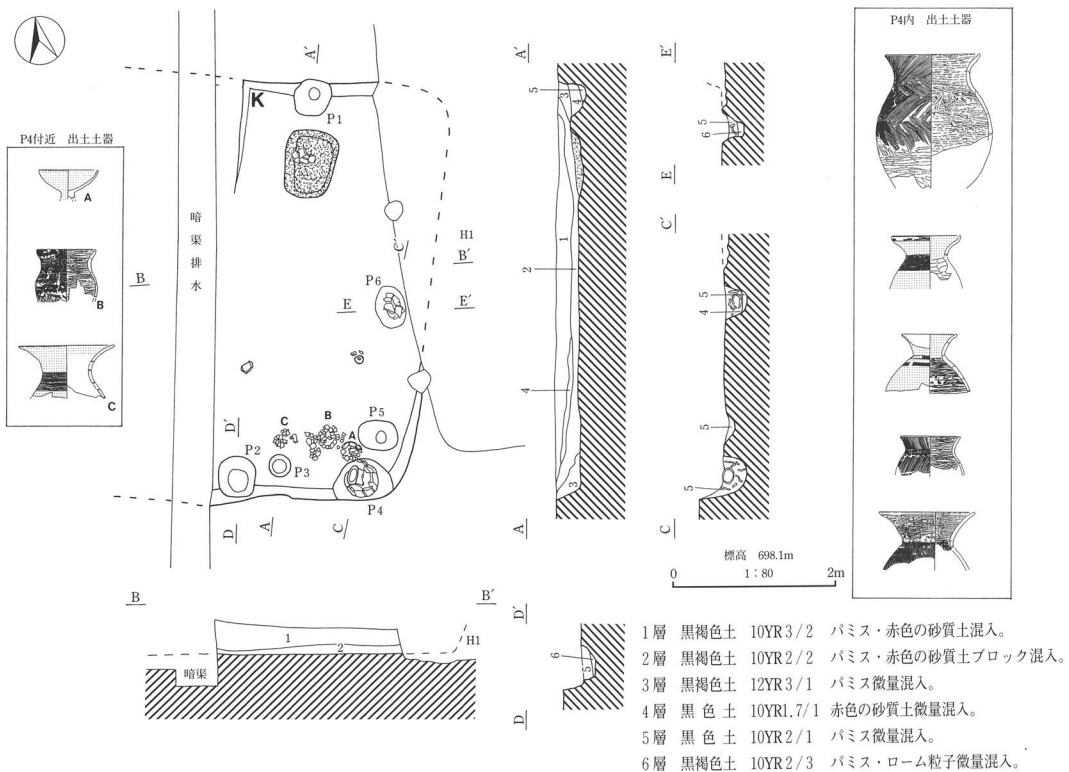 P4付近　出土土器
A
B
C
K
A′
P1
暗渠排水
B
H1
B′
C′
P6
E
E′
D′
C
B
A
P5
P2
P3
P4
D
A
C
A′
5
3
4
1
2
4
3
A
E′
5
6
E
C′
5
4
5
5
C
標高　698.1m
0　1：80　2m
P4内　出土土器
B
B′
1
2
H1
暗渠
D′
6
5
D
1層　黒褐色土　10YR3/2　パミス・赤色の砂質土混入。
2層　黒褐色土　10YR2/2　パミス・赤色の砂質土ブロック混入。
3層　黒褐色土　12YR3/1　パミス微量混入。
4層　黒 色 土　10YR1.7/1　赤色の砂質土微量混入。
5層　黒 色 土　10YR2/1　パミス微量混入。
6層　黒褐色土　10YR2/3　パミス・ローム粒子微量混入。